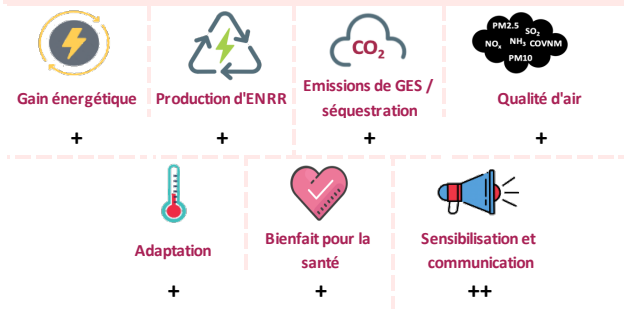 CO₂
PM2.5
SO₂
NOₓ
NH₃
COVNM
PM10
Gain énergétique
Production d'ENRR
Emissions de GES /
séquestration
Qualité d'air
+
+
+
+
Adaptation
Bienfait pour la
santé
Sensibilisation et
communication
+
+
++